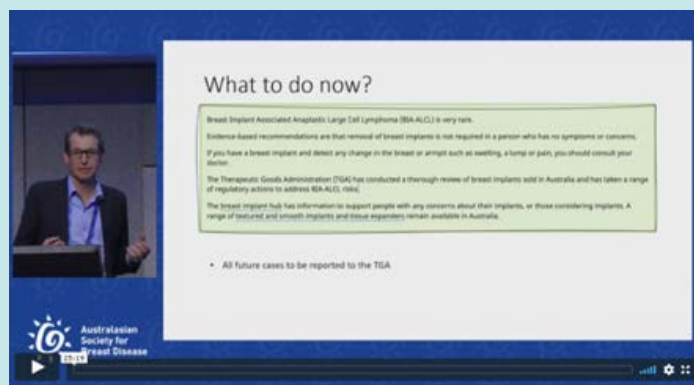 What to do now?
Breast Implant Associated Anaplastic Large Cell Lymphoma (BIA-ALCL) is very rare.
Evidence-based recommendations are that removal of breast implants is not required in a person who has no symptoms or concerns.
If you have a breast implant and detect any change in the breast or armpit such as swelling, a lump or pain, you should consult your
doctor.
The Therapeutic Goods Administration (TGA) has conducted a thorough review of breast implants sold in Australia and has taken a range
of regulatory actions to address BIA-ALCL risks.
The breast implant hub has information to support people with any concerns about their implants, or those considering implants. A
range of textured and smooth implants and tissue expanders remain available in Australia.
• All future cases to be reported to the TGA
Australasian
Society for
Breast Disease
25:19